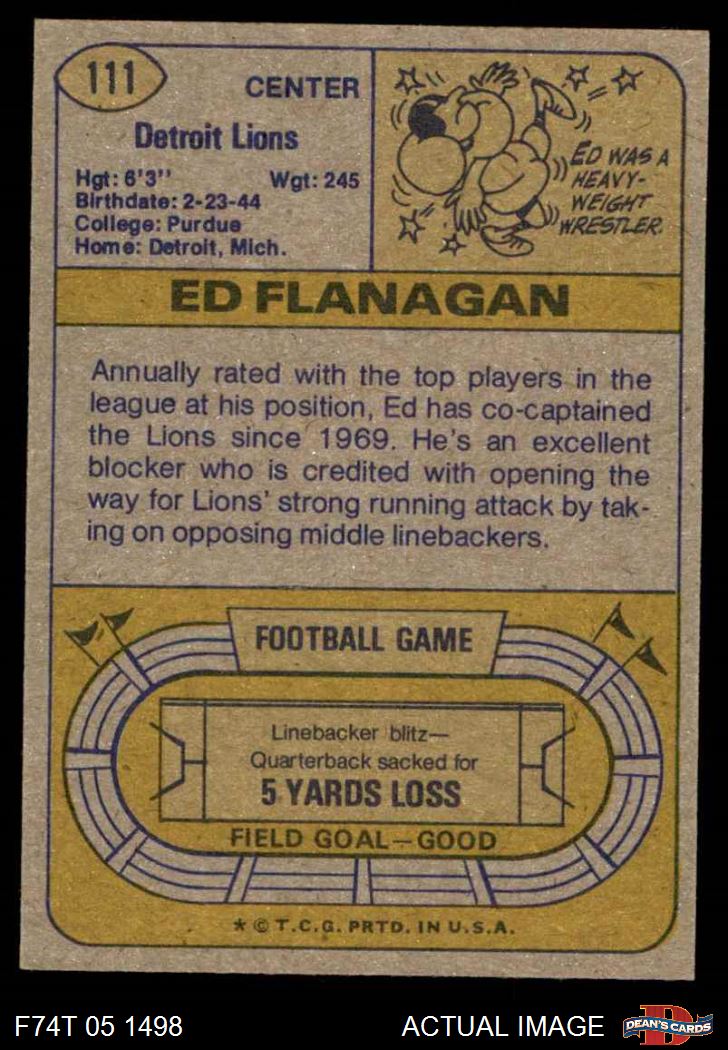 111
CENTER
Detroit Lions
Hgt: 6'3" Wgt: 245
Birthdate: 2-23-44
College: Purdue
Home: Detroit, Mich.
ED WAS A
HEAVY-
WEIGHT
WRESTLER.
ED FLANAGAN
Annually rated with the top players in the
league at his position, Ed has co-captained
the Lions since 1969. He's an excellent
blocker who is credited with opening the
way for Lions' strong running attack by tak-
ing on opposing middle linebackers.
FOOTBALL GAME
Linebacker blitz—
Quarterback sacked for
5 YARDS LOSS
FIELD GOAL—GOOD
* © T.C.G. PRTD. IN U.S.A.
F74T 05 1498 ACTUAL IMAGE
D
DEAN'S CARDS